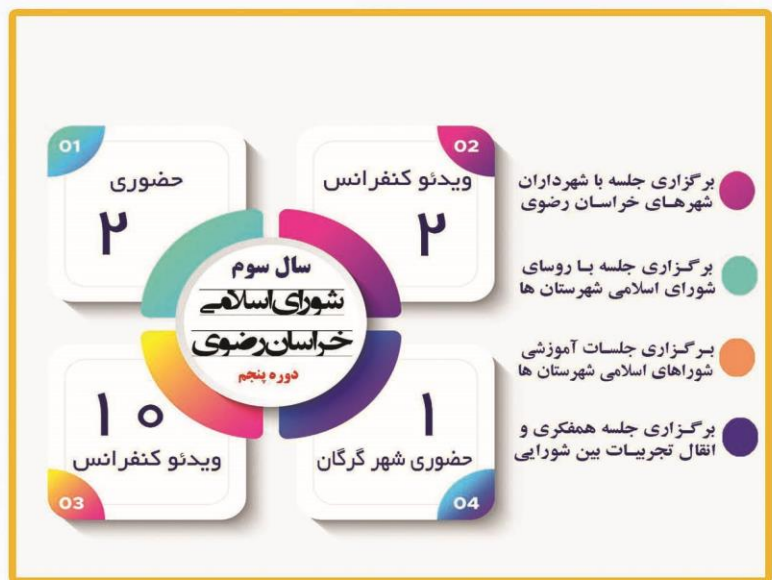 02
ویدئو کنفرانس
۲
01
حضوری
۲
سال سوم
شورای اسلامی
خراسان رضوی
دوره پنجم
۱
حضوری شهر گرگان
04
۱۰
ویدئو کنفرانس
03
برگزاری جلسه با شهرداران
شهرهای خراسان رضوی
برگزاری جلسه با روسای
شورای اسلامی شهرستان ها
برگزاری جلسات آموزشی
شوراهای اسلامی شهرستان ها
برگزاری جلسه همفکری و
انقال تجربیات بین شورایی